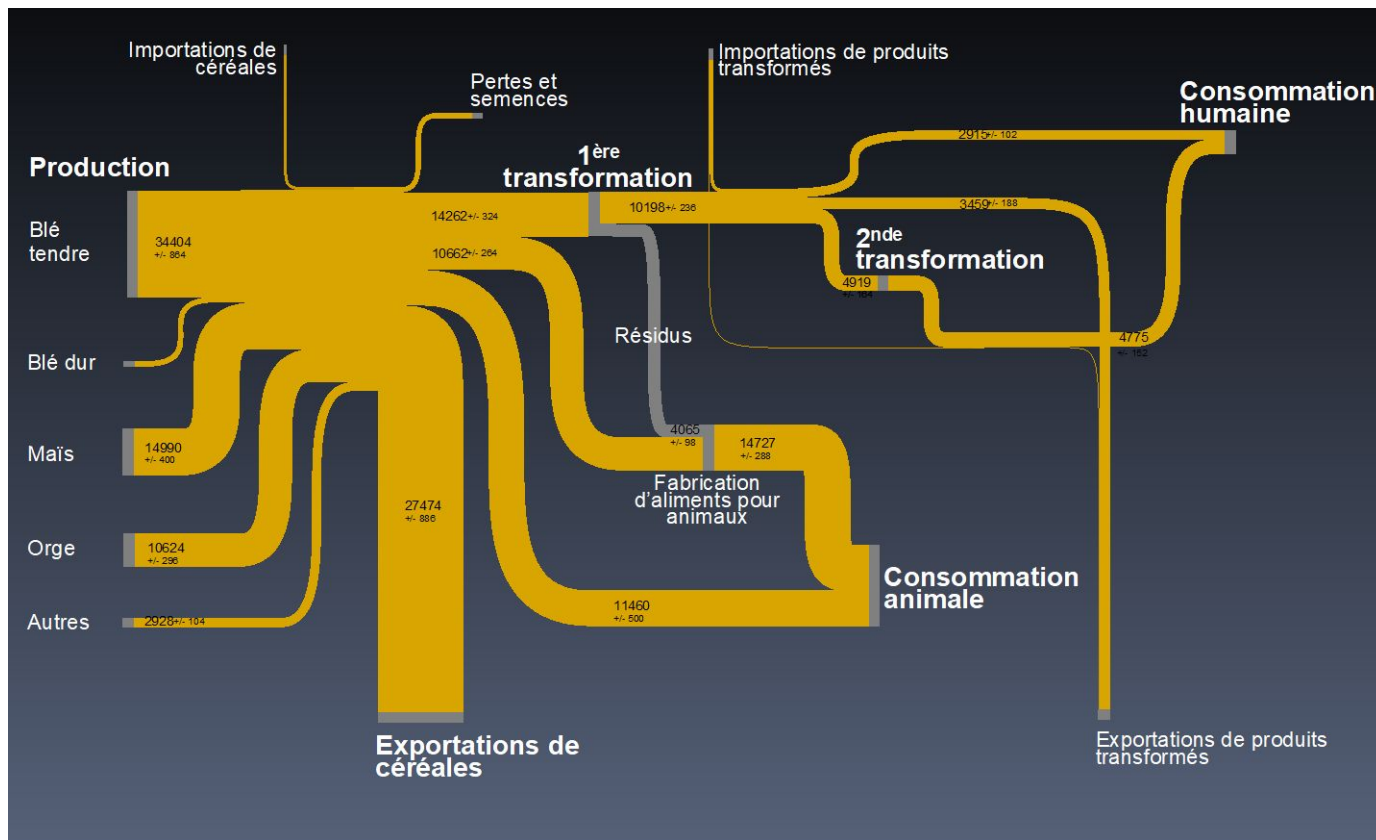 Importations de
céréales
Importations de produits
transformés
Pertes et
semences
Consommation
humaine
2915+/- 102
1ère
transformation
Production
14262+/- 324
10198+/- 236
3459+/- 188
Blé
tendre
34404
+/- 864
10662+/- 264
2nde
transformation
4919
+/- 164
Résidus
4775
+/- 162
Blé dur
Maïs
14990
+/- 400
4065
+/- 98
14727
+/- 288
Fabrication
d'aliments pour
animaux
27474
+/- 886
Orge
10624
+/- 296
Consommation
animale
11460
+/- 500
Autres
2928+/- 104
Exportations de
céréales
Exportations de produits
transformés